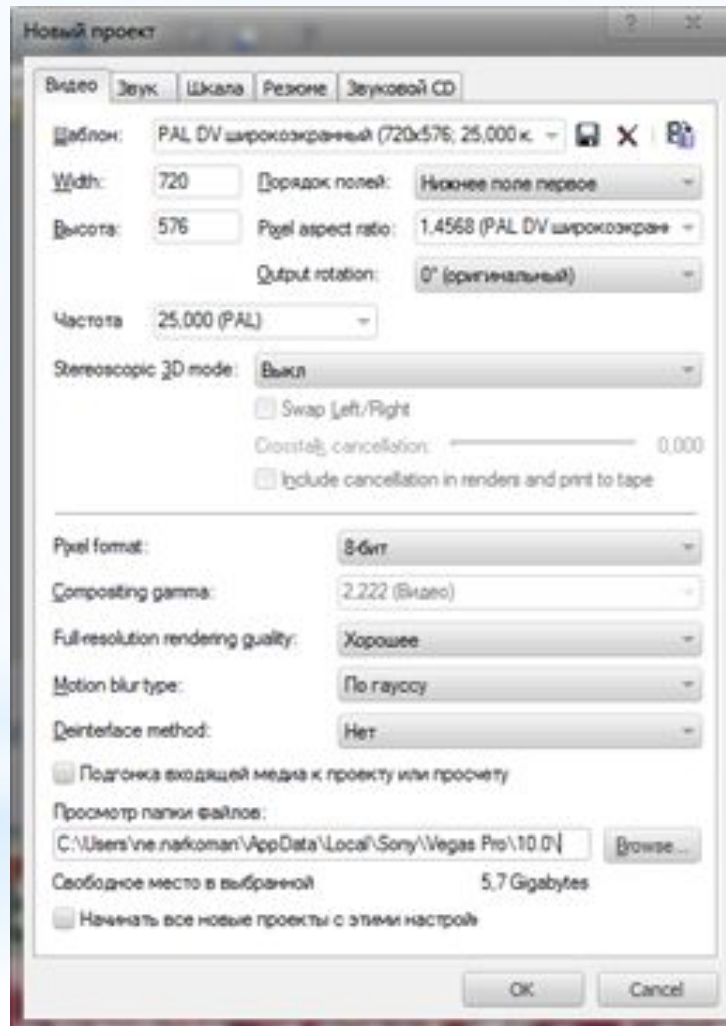 Новый проект
Видео Звук Шкала Резюме Звуковой CD
Шаблон: PAL DV широкоэкранный (720x576; 25,000 к.
Width: 720 Порядок полей: Нижнее поле первое
Высота: 576 Pixel aspect ratio: 1.4568 (PAL DV широкоэкранн
Output rotation: 0° (оригинальный)
Частота 25,000 (PAL)
Stereoscopic 3D mode: Выкл
Swap Left/Right
Crosstalk cancellation: 0,000
Include cancellation in renders and print to tape
Pixel format: 8-бит
Compositing gamma: 2,222 (Видео)
Full-resolution rendering quality: Хорошее
Motion blur type: По гауссу
Deinterlace method: Нет
Подгонка входящей медиа к проекту или просчету
Просмотр папки файлов:
C:\Users\ne.narkoman\AppData\Local\Sony\Vegas Pro\10.0\ Browse...
Свободное место в выбранной 5,7 Gigabytes
Начинать все новые проекты с этими настрой
OK Cancel